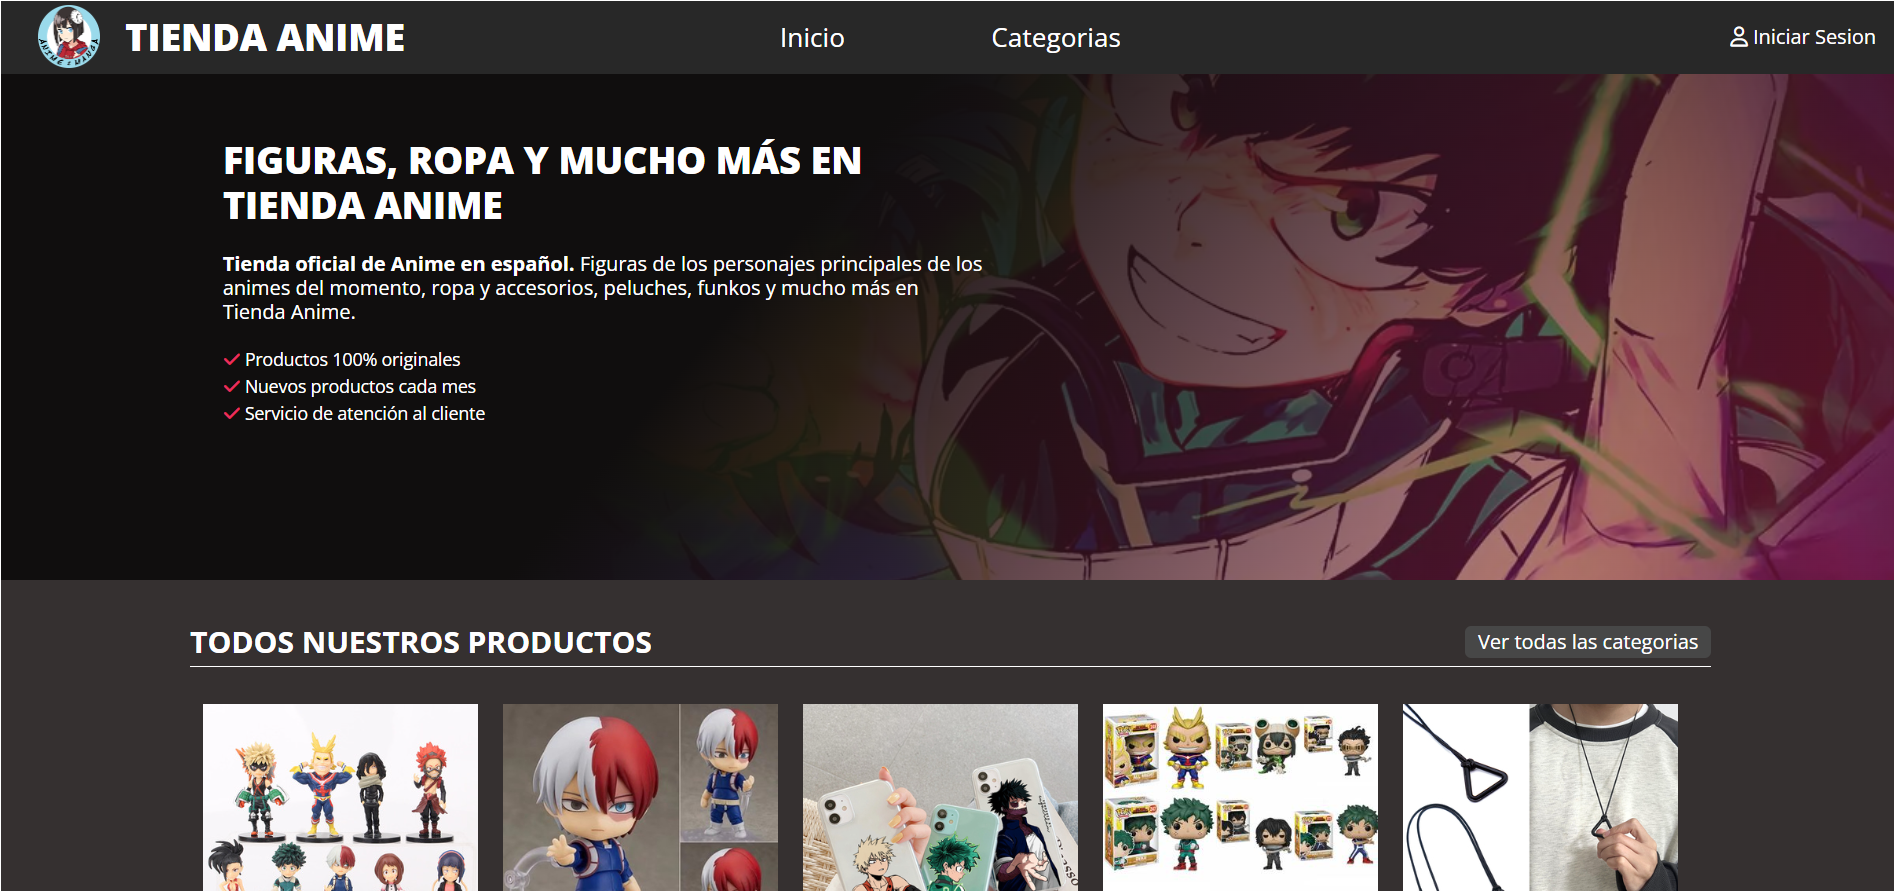 TIENDA ANIME
Inicio
Categorias
Iniciar Sesion
FIGURAS, ROPA Y MUCHO MÁS EN
TIENDA ANIME
Tienda oficial de Anime en español. Figuras de los personajes principales de los
animes del momento, ropa y accesorios, peluches, funkos y mucho más en
Tienda Anime.
Productos 100% originales
Nuevos productos cada mes
Servicio de atención al cliente
TODOS NUESTROS PRODUCTOS
Ver todas las categorias